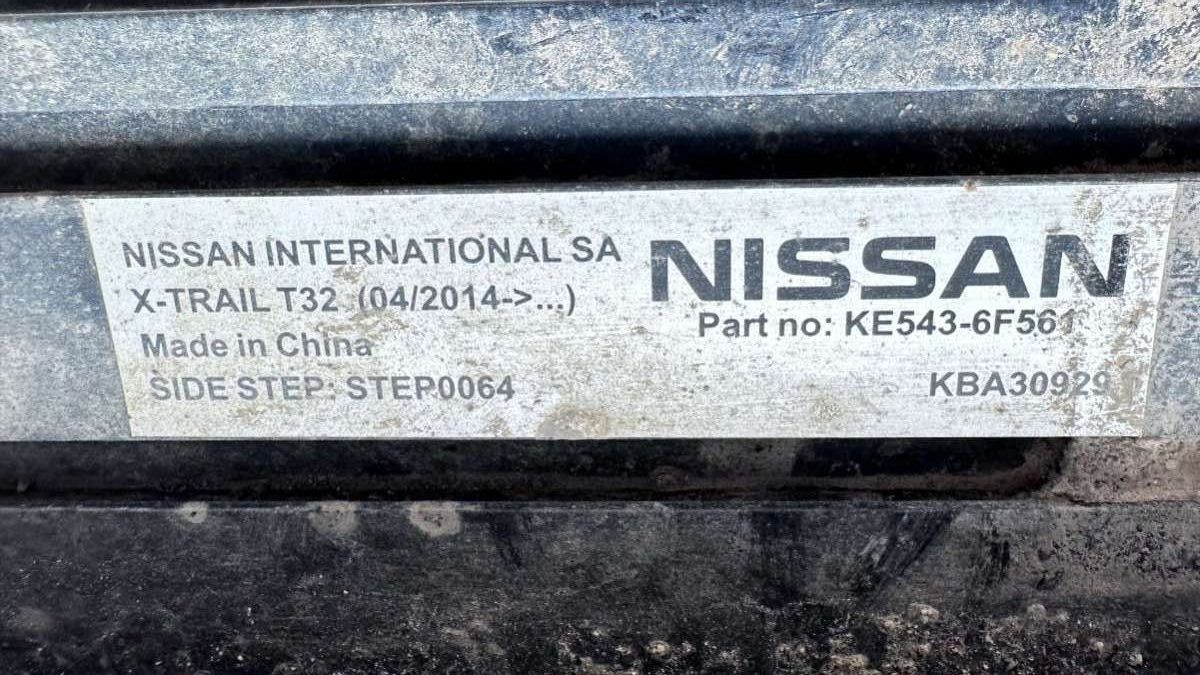 NISSAN INTERNATIONAL SA
X-TRAIL T32 (04/2014->...)
Made in China
SIDE STEP: STEP0064
NISSAN
Part no: KE543-6F561
KBA30929